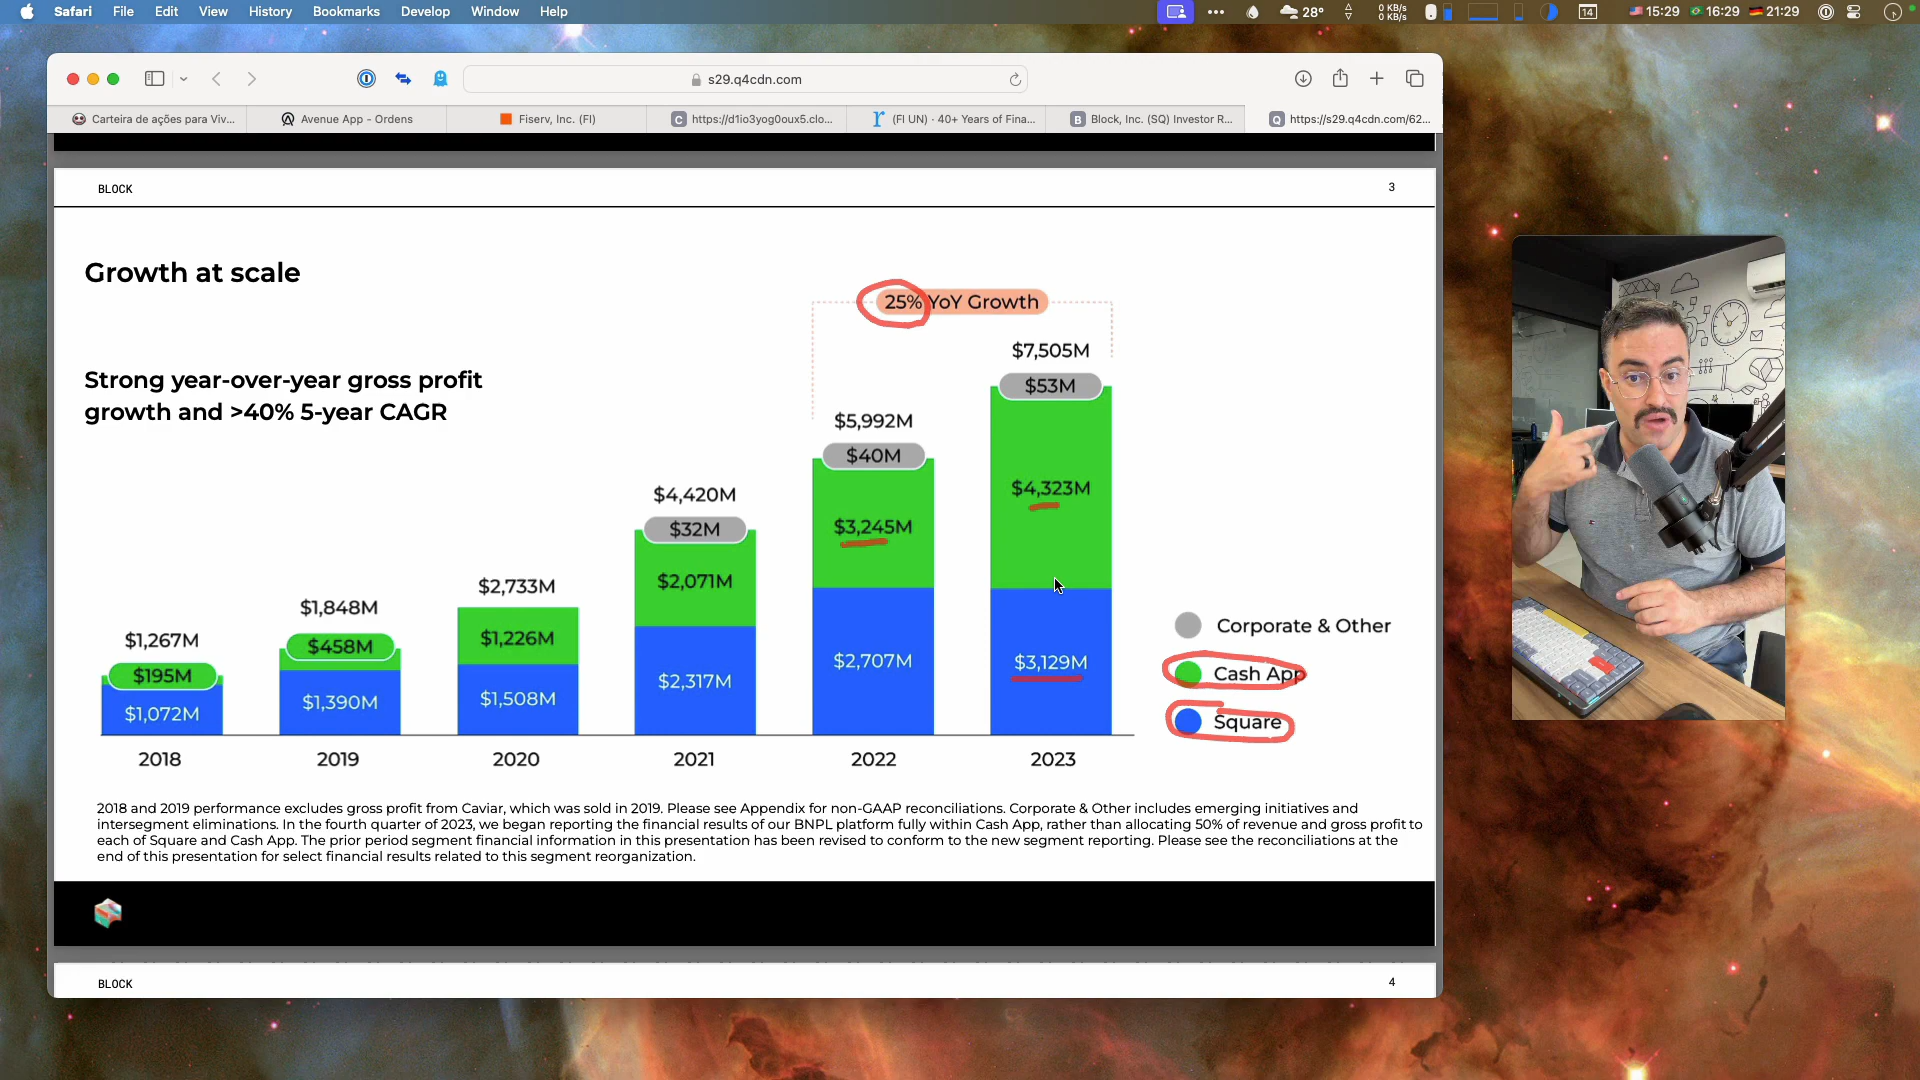 Safari File Edit View History Bookmarks Develop Window Help
28° 0 KB/s 0 KB/s 14 15:29 16:29 21:29
s29.q4cdn.com
Carteira de ações para Viv...
Avenue App - Ordens
Fiserv, Inc. (FI)
C https://d1io3yog0oux5.clo...
(FI UN) · 40+ Years of Fina...
B Block, Inc. (SQ) Investor R...
Q https://s29.q4cdn.com/62...
BLOCK 3
Growth at scale
25% YoY Growth
Strong year-over-year gross profit
growth and >40% 5-year CAGR
$7,505M
$53M
$4,323M
$3,129M
$5,992M
$40M
$3,245M
$2,707M
$4,420M
$32M
$2,071M
$2,317M
$2,733M
$1,226M
$1,508M
$1,848M
$458M
$1,390M
$1,267M
$195M
$1,072M
Corporate & Other
Cash App
Square
2018 2019 2020 2021 2022 2023
2018 and 2019 performance excludes gross profit from Caviar, which was sold in 2019. Please see Appendix for non-GAAP reconciliations. Corporate & Other includes emerging initiatives and
intersegment eliminations. In the fourth quarter of 2023, we began reporting the financial results of our BNPL platform fully within Cash App, rather than allocating 50% of revenue and gross profit to
each of Square and Cash App. The prior period segment financial information in this presentation has been revised to conform to the new segment reporting. Please see the reconciliations at the
end of this presentation for select financial results related to this segment reorganization.
BLOCK 4